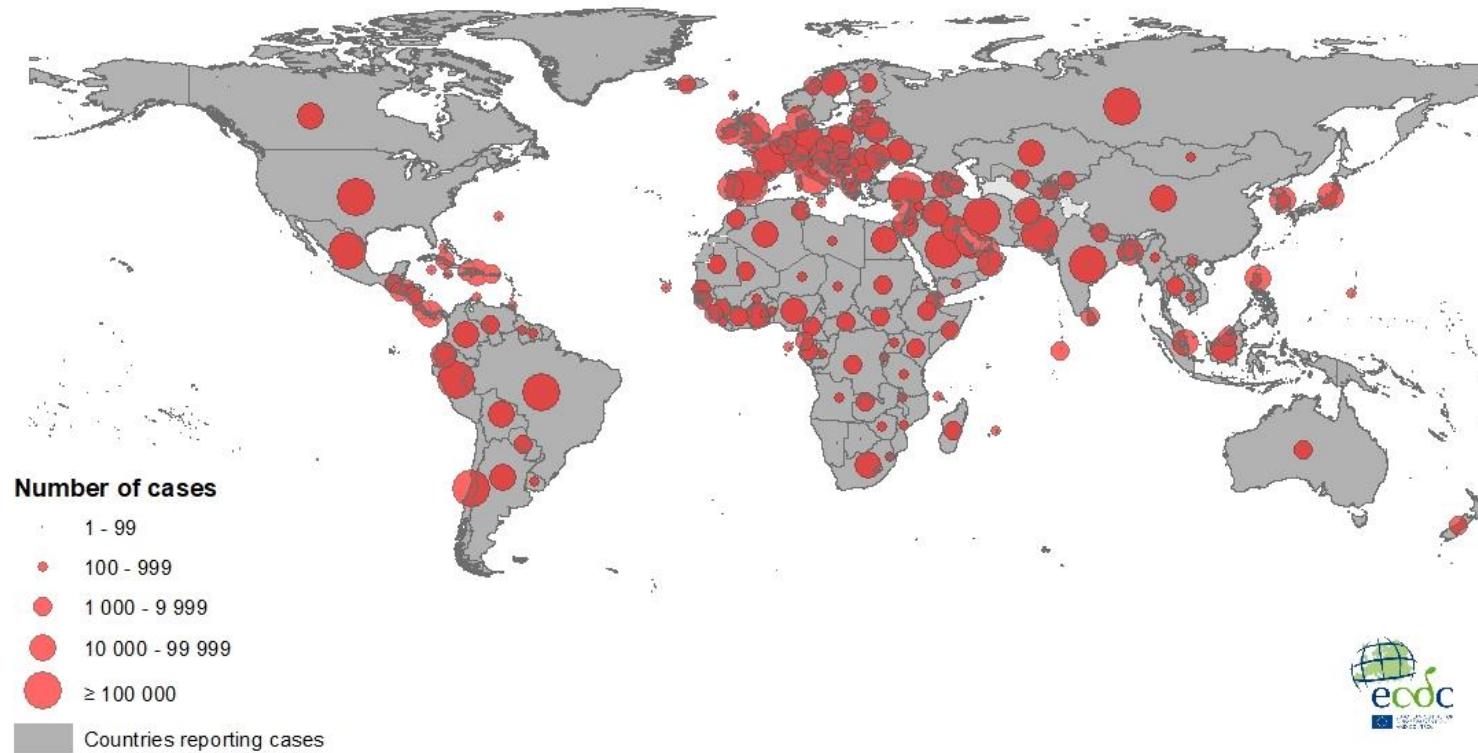 Number of cases
1 - 99
100 - 999
1 000 - 9 999
10 000 - 99 999
≥ 100 000
Countries reporting cases
ecdc